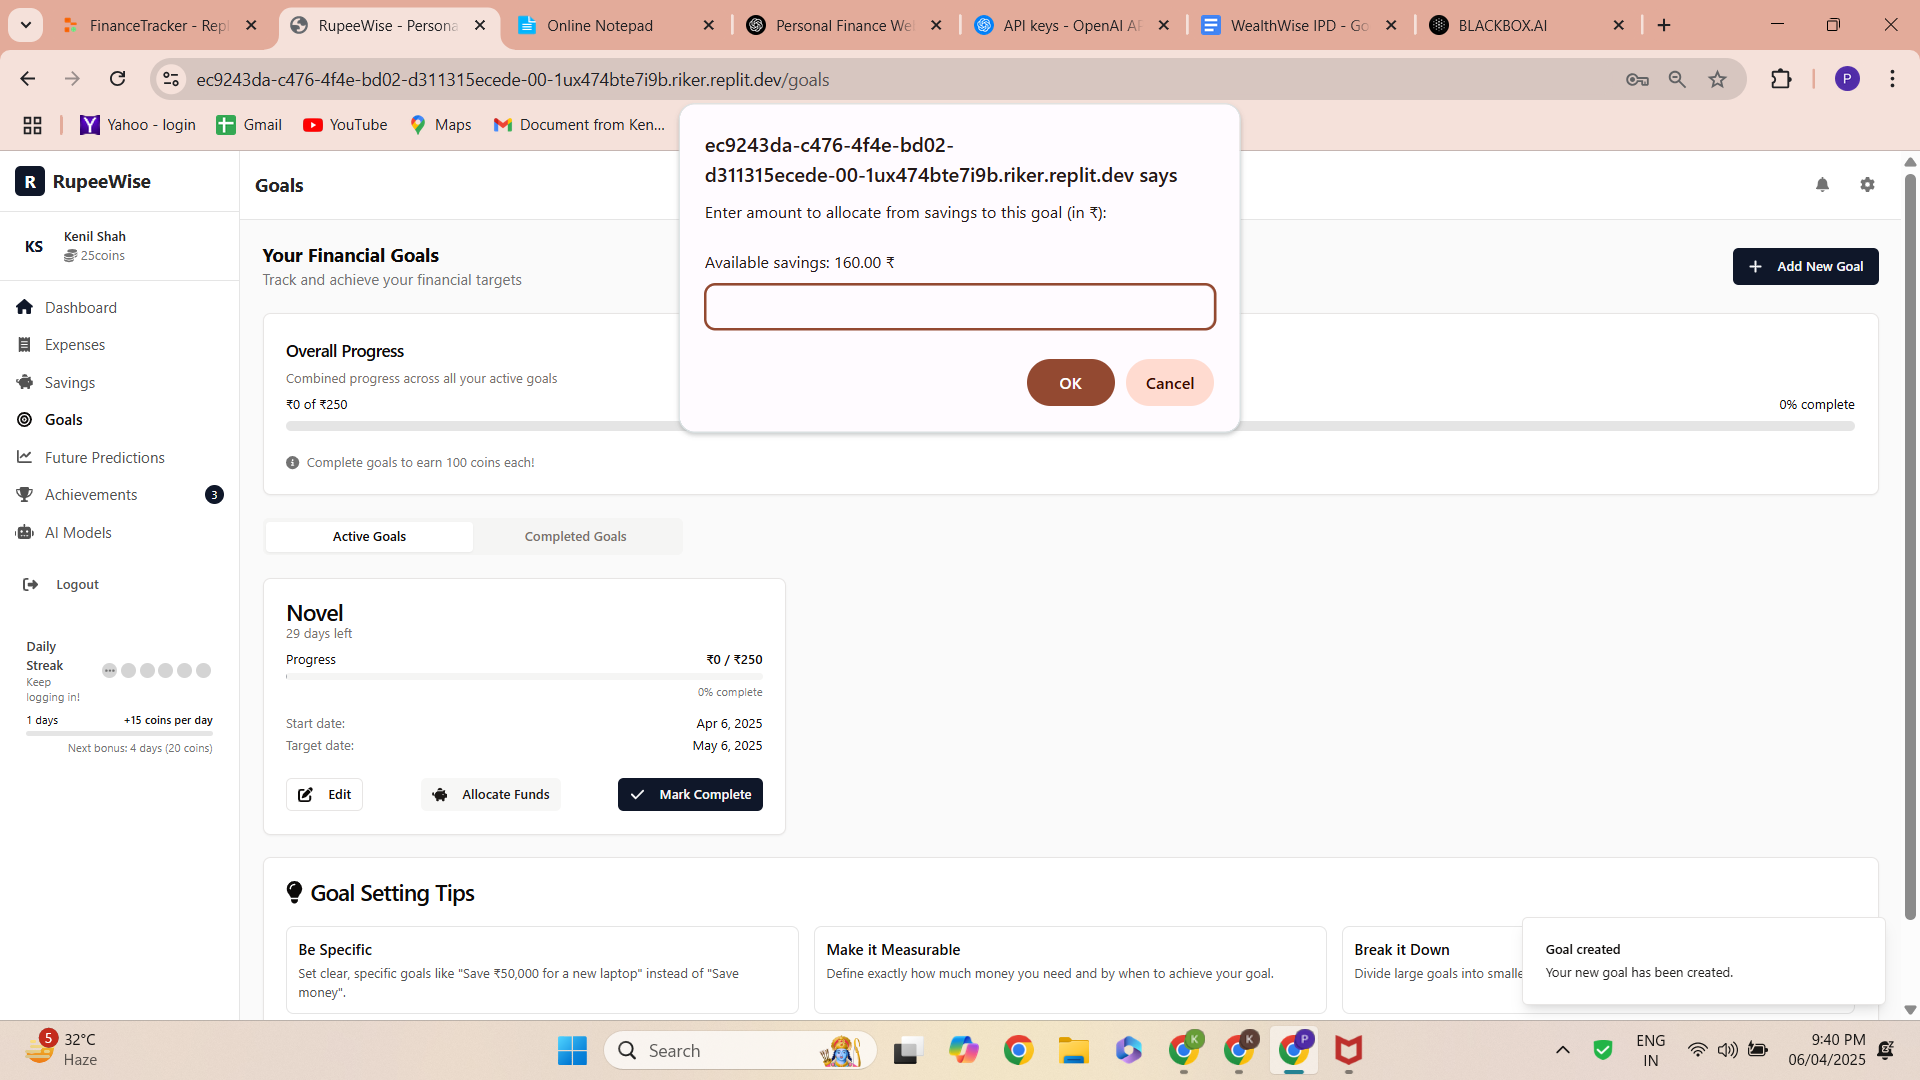 FinanceTracker - Repl
RupeeWise - Persona
Online Notepad
Personal Finance We
API keys - OpenAI A
WealthWise IPD - Go
BLACKBOX.AI
ec9243da-c476-4f4e-bd02-d311315ecede-00-1ux474bte7i9b.riker.replit.dev/goals
P
Yahoo - login
Gmail
YouTube
Maps
Document from Ken...
ec9243da-c476-4f4e-bd02-
d311315ecede-00-1ux474bte7i9b.riker.replit.dev says
Enter amount to allocate from savings to this goal (in ₹):
Available savings: 160.00 ₹
OK
Cancel
R RupeeWise
KS
Kenil Shah
25coins
Dashboard
Expenses
Savings
Goals
Future Predictions
Achievements
3
AI Models
Logout
Daily
Streak
Keep
logging in!
1 days
+15 coins per day
Next bonus: 4 days (20 coins)
Goals
Your Financial Goals
Track and achieve your financial targets
+ Add New Goal
Overall Progress
Combined progress across all your active goals
₹0 of ₹250
0% complete
Complete goals to earn 100 coins each!
Active Goals
Completed Goals
Novel
29 days left
Progress
₹0 / ₹250
0% complete
Start date:
Apr 6, 2025
Target date:
May 6, 2025
Edit
Allocate Funds
Mark Complete
Goal Setting Tips
Be Specific
Set clear, specific goals like "Save ₹50,000 for a new laptop" instead of "Save
money".
Make it Measurable
Define exactly how much money you need and by when to achieve your goal.
Break it Down
Divide large goals into smalle
Goal created
Your new goal has been created.
5
32°C
Haze
Search
K
K
P
ENG
IN
9:40 PM
06/04/2025